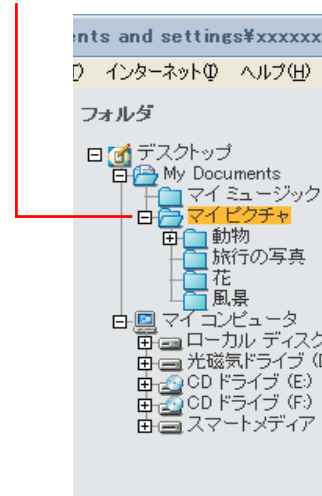 ents and settings¥xxxxxx
インターネット(I) ヘルプ(H)
フォルダ
デスクトップ
My Documents
マイ ミュージック
マイ ピクチャ
動物
旅行の写真
花
風景
マイ コンピュータ
ローカル ディスク
光磁気ドライブ (D
CD ドライブ (E:)
CD ドライブ (F:)
スマートメディア